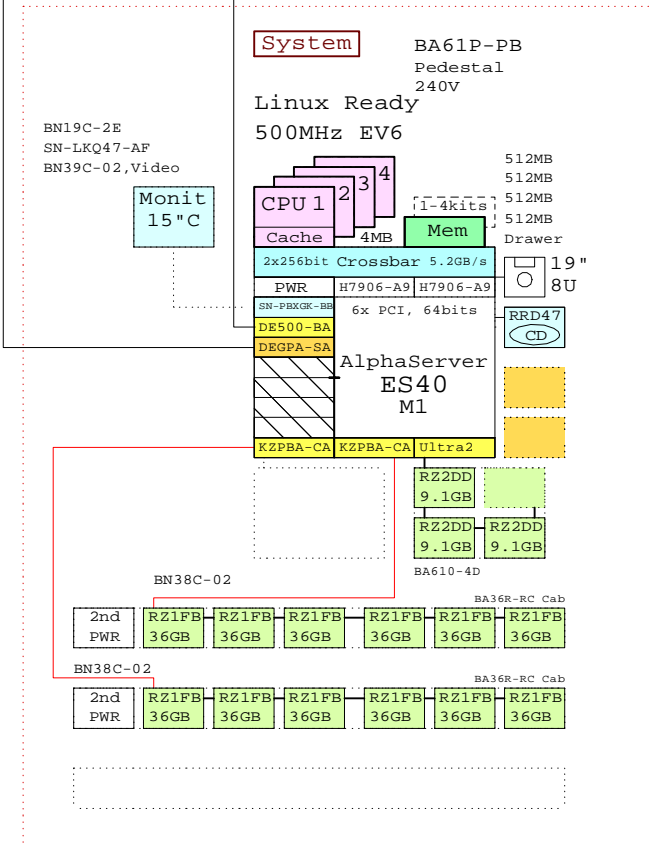 System
BA61P-PB
Pedestal
240V
Linux Ready
500MHz EV6
BN19C-2E
SN-LKQ47-AF
BN39C-02,Video
Monit
15"C
CPU 1
2
3
4
Cache
4MB
1-4kits
Mem
512MB
512MB
512MB
512MB
Drawer
2x256bit Crossbar 5.2GB/s
19"
8U
PWR
H7906-A9
H7906-A9
SN-PBXGK-BB
6x PCI, 64bits
RRD47
CD
DE500-BA
DEGPA-SA
AlphaServer
ES40
M1
KZPBA-CA
KZPBA-CA
Ultra2
RZ2DD
9.1GB
RZ2DD
9.1GB
RZ2DD
9.1GB
BA610-4D
BN38C-02
BA36R-RC Cab
2nd
PWR
RZ1FB
36GB
RZ1FB
36GB
RZ1FB
36GB
RZ1FB
36GB
RZ1FB
36GB
RZ1FB
36GB
BN38C-02
BA36R-RC Cab
2nd
PWR
RZ1FB
36GB
RZ1FB
36GB
RZ1FB
36GB
RZ1FB
36GB
RZ1FB
36GB
RZ1FB
36GB